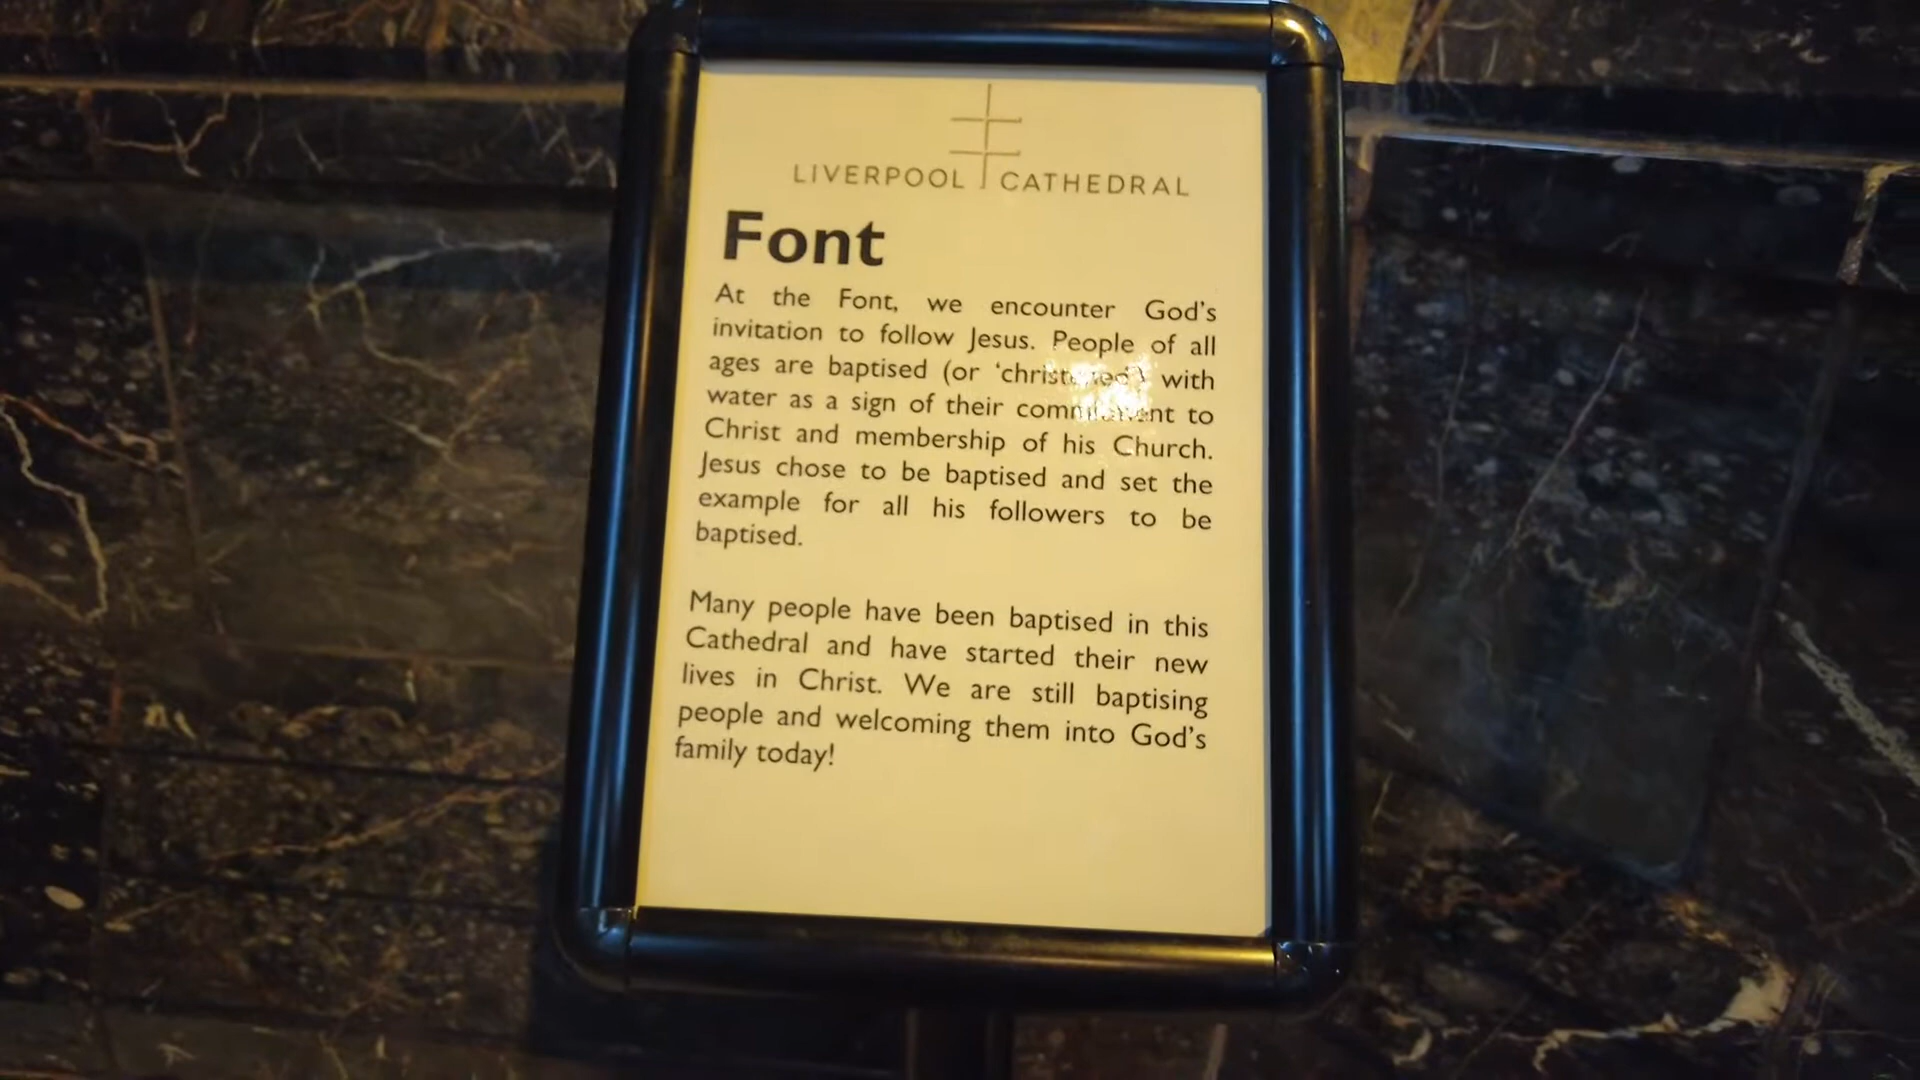 LIVERPOOL CATHEDRAL
Font
At the Font, we encounter God's
invitation to follow Jesus. People of all
ages are baptised (or 'christened') with
water as a sign of their commitment to
Christ and membership of his Church.
Jesus chose to be baptised and set the
example for all his followers to be
baptised.
Many people have been baptised in this
Cathedral and have started their new
lives in Christ. We are still baptising
people and welcoming them into God's
family today!